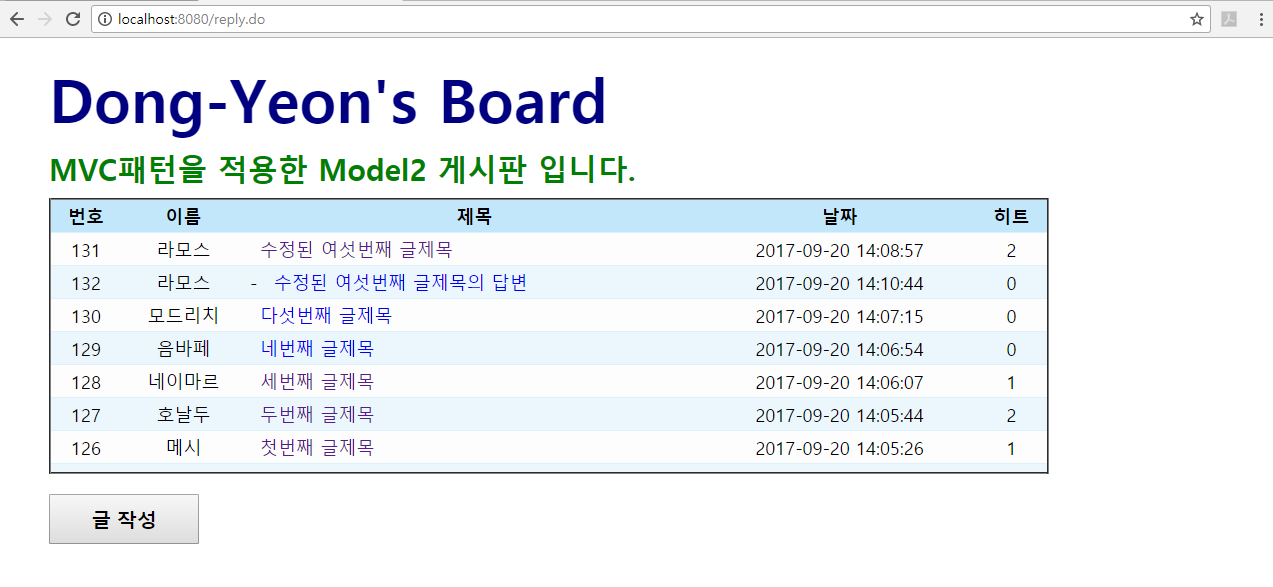 localhost:8080/reply.do
Dong-Yeon's Board
MVC패턴을 적용한 Model2 게시판 입니다.
번호 이름 제목 날짜 히트
131 라모스 수정된 여섯번째 글제목 2017-09-20 14:08:57 2
132 라모스 - 수정된 여섯번째 글제목의 답변 2017-09-20 14:10:44 0
130 모드리치 다섯번째 글제목 2017-09-20 14:07:15 0
129 음바페 네번째 글제목 2017-09-20 14:06:54 0
128 네이마르 세번째 글제목 2017-09-20 14:06:07 1
127 호날두 두번째 글제목 2017-09-20 14:05:44 2
126 메시 첫번째 글제목 2017-09-20 14:05:26 1
글 작성